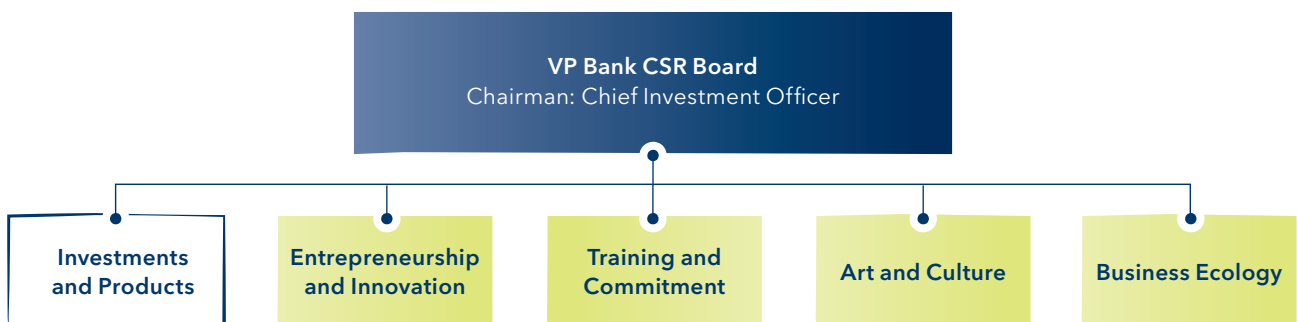 VP Bank CSR Board
Chairman: Chief Investment Officer
Investments
and Products
Entrepreneurship
and Innovation
Training and
Commitment
Art and Culture
Business Ecology